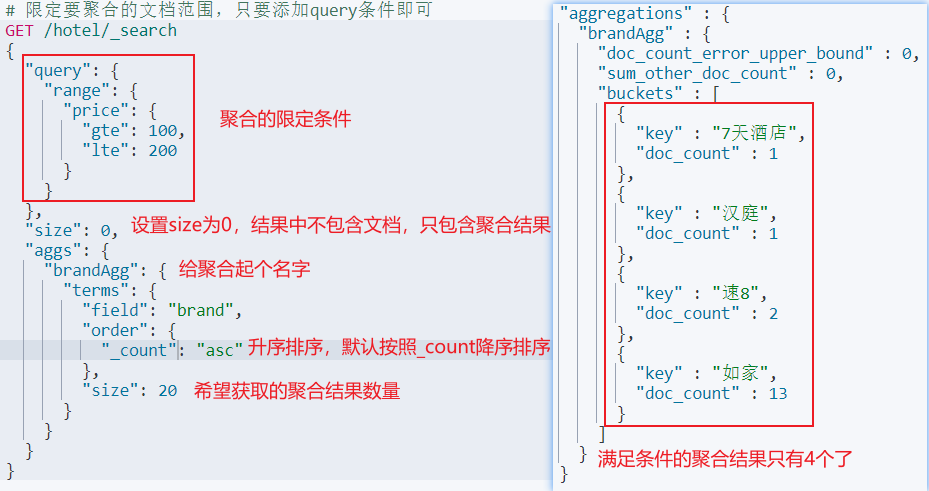 # 限定要聚合的文档范围，只要添加query条件即可
GET /hotel/_search
{
  "query": {
    "range": {
      "price": {
        "gte": 100,
        "lte": 200
      }
    }
  },
聚合的限定条件
  "size": 0, 设置size为0，结果中不包含文档，只包含聚合结果
  "aggs": {
    "brandAgg": { 给聚合起个名字
      "terms": {
        "field": "brand",
        "order": {
          "_count": "asc" 升序排序，默认按照_count降序排序
        },
        "size": 20 希望获取的聚合结果数量
      }
    }
  }
}
"aggregations" : {
  "brandAgg" : {
    "doc_count_error_upper_bound" : 0,
    "sum_other_doc_count" : 0,
    "buckets" : [
      {
        "key" : "7天酒店",
        "doc_count" : 1
      },
      {
        "key" : "汉庭",
        "doc_count" : 1
      },
      {
        "key" : "速8",
        "doc_count" : 2
      },
      {
        "key" : "如家",
        "doc_count" : 13
      }
    ]
  } 满足条件的聚合结果只有4个了
}